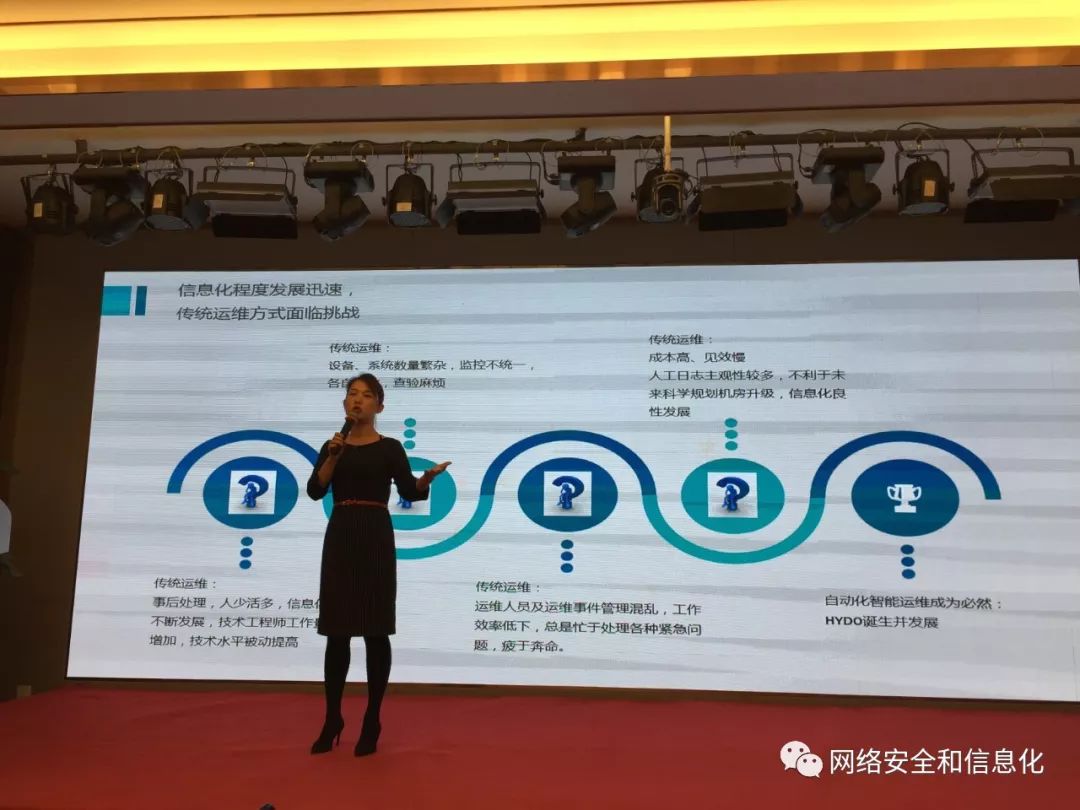 信息化程度发展迅速，
传统运维方式面临挑战
传统运维：
设备、系统数量繁杂，监控不统一，
各自，查验麻烦
传统运维：
成本高、见效慢
人工日志主观性较多，不利于未
来科学规划机房升级，信息化良
性发展
传统运维：
事后处理，人少活多，信息
不断发展，技术工程师工作
增加，技术水平被动提高
传统运维：
运维人员及运维事件管理混乱，工作
效率低下，总是忙于处理各种紧急问
题，疲于奔命。
自动化智能运维成为必然：
HYDO诞生并发展
网络安全和信息化